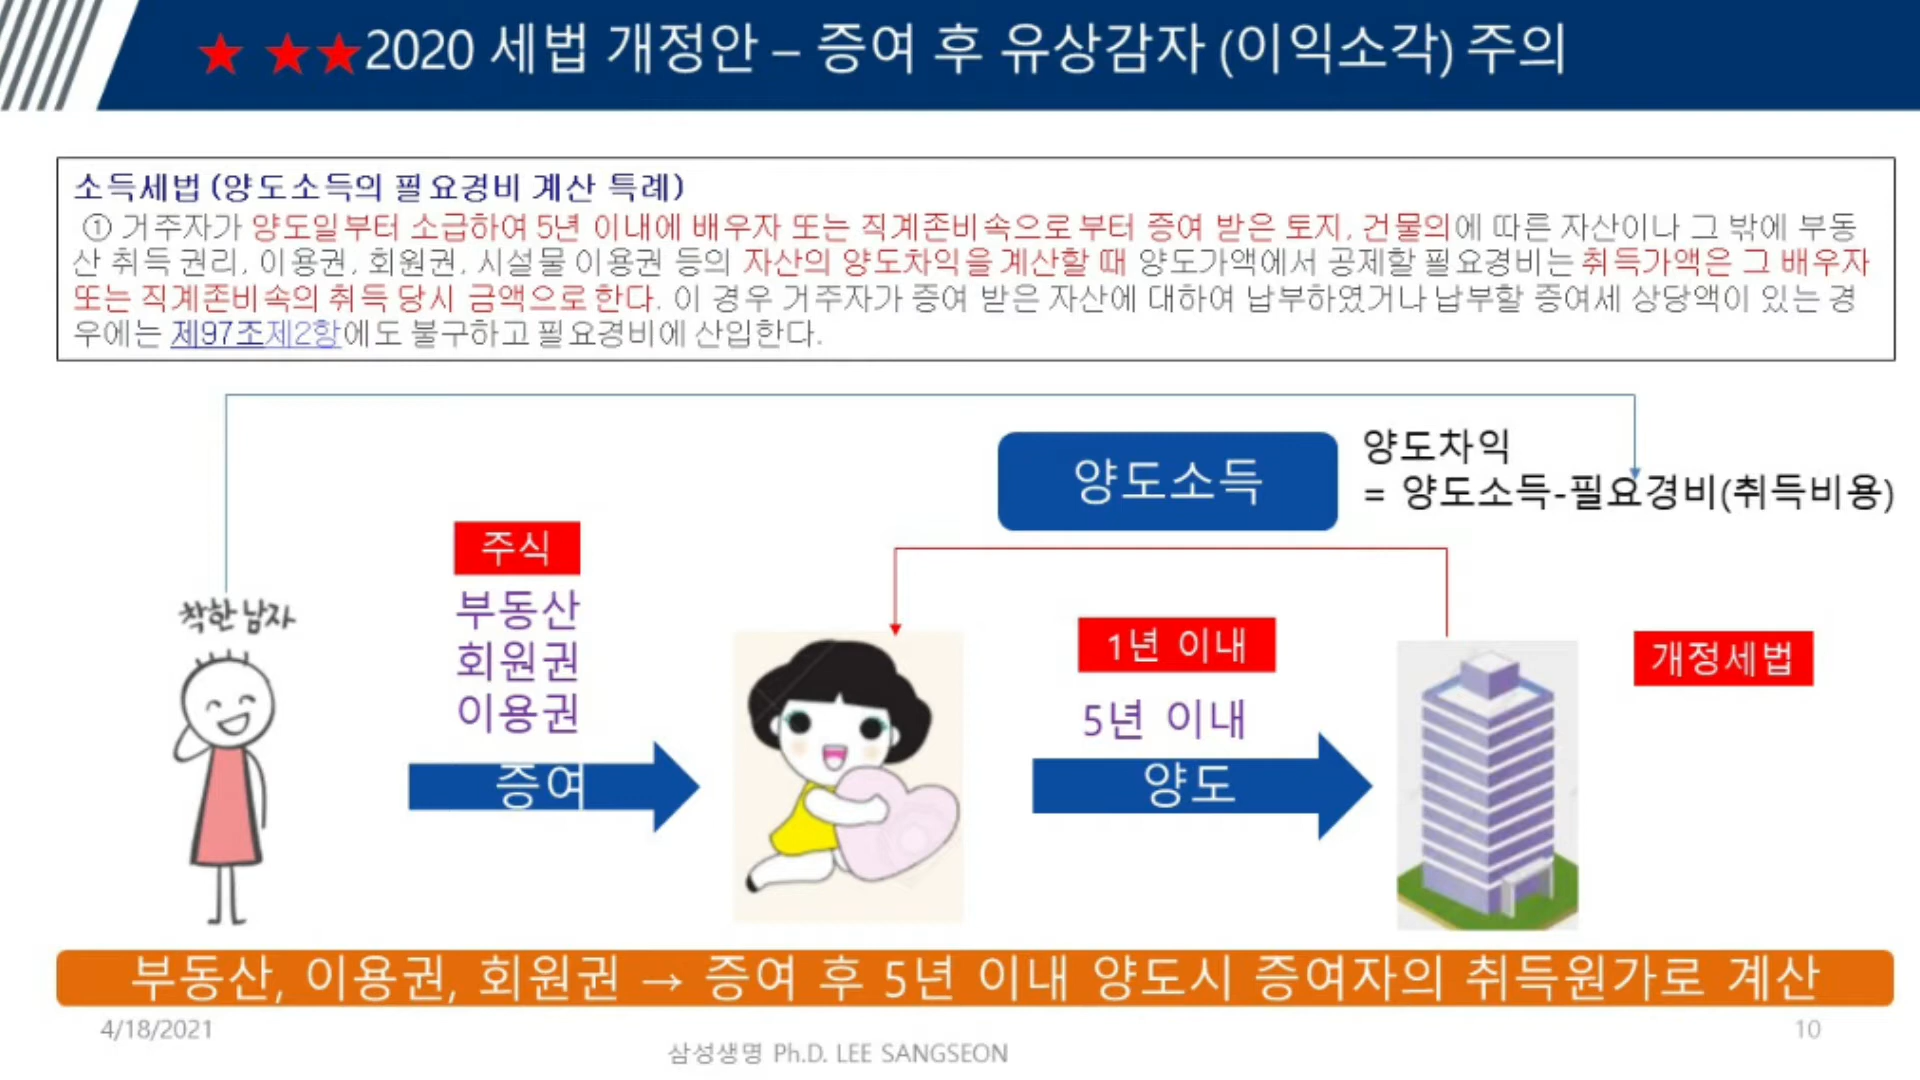 ★ ★★2020 세법 개정안 – 증여 후 유상감자 (이익소각) 주의
소득세법 (양도소득의 필요경비 계산 특례)
① 거주자가 양도일부터 소급하여 5년 이내에 배우자 또는 직계존비속으로부터 증여 받은 토지, 건물의에 따른 자산이나 그 밖에 부동
산 취득 권리, 이용권, 회원권, 시설물 이용권 등의 자산의 양도차익을 계산할 때 양도가액에서 공제할 필요경비는 취득가액은 그 배우자
또는 직계존비속의 취득 당시 금액으로 한다. 이 경우 거주자가 증여 받은 자산에 대하여 납부하였거나 납부할 증여세 상당액이 있는 경
우에는 제97조제2항에도 불구하고 필요경비에 산입한다.
양도소득
양도차익
= 양도소득-필요경비(취득비용)
주식
부동산
회원권
이용권
증여
착한 남자
1년 이내
5년 이내
양도
개정세법
부동산, 이용권, 회원권 → 증여 후 5년 이내 양도시 증여자의 취득원가로 계산
4/18/2021
삼성생명 Ph.D. LEE SANGSEON
10